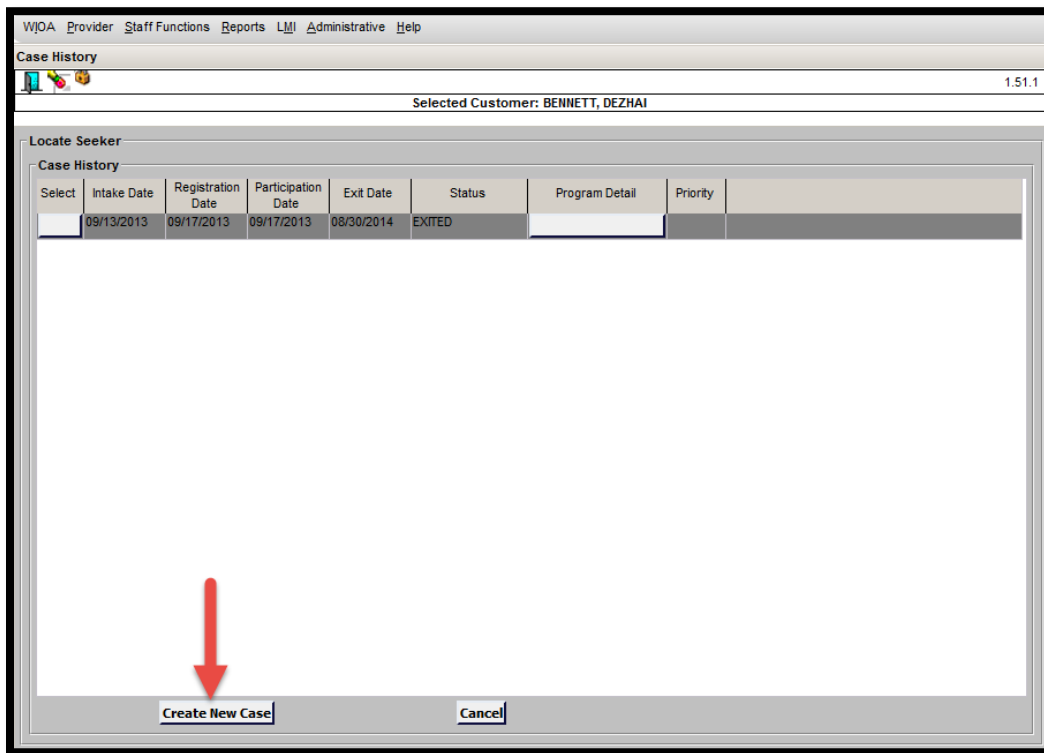 WIOA Provider Staff Functions Reports LMI Administrative Help
Case History
1.51.1
Selected Customer: BENNETT, DEZHAI
Locate Seeker
Case History
Select Intake Date Registration Date Participation Date Exit Date Status Program Detail Priority
09/13/2013 09/17/2013 09/17/2013 08/30/2014 EXITED
Create New Case Cancel